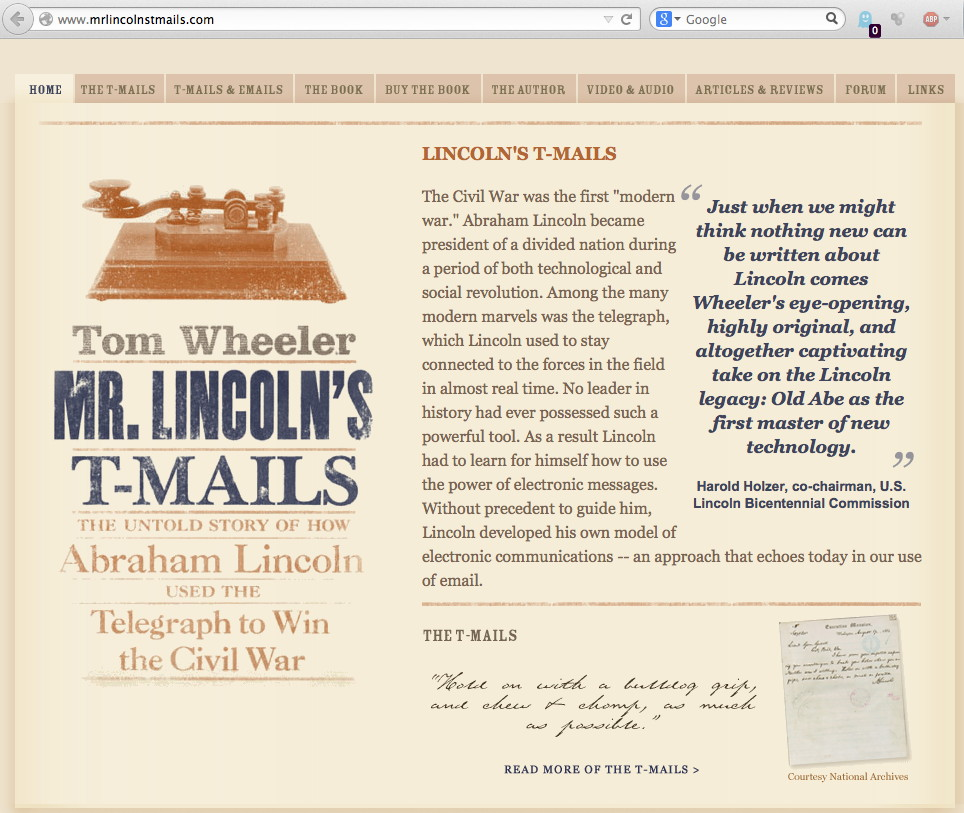 www.mrlincolnstmails.com
Google
0
ABP
HOME
THE T-MAILS
T-MAILS & EMAILS
THE BOOK
BUY THE BOOK
THE AUTHOR
VIDEO & AUDIO
ARTICLES & REVIEWS
FORUM
LINKS
Tom Wheeler
MR. LINCOLN'S
T-MAILS
THE UNTOLD STORY OF HOW
Abraham Lincoln
USED THE
Telegraph to Win
the Civil War
LINCOLN'S T-MAILS
The Civil War was the first "modern
war." Abraham Lincoln became
president of a divided nation during
a period of both technological and
social revolution. Among the many
modern marvels was the telegraph,
which Lincoln used to stay
connected to the forces in the field
in almost real time. No leader in
history had ever possessed such a
powerful tool. As a result Lincoln
had to learn for himself how to use
the power of electronic messages.
Without precedent to guide him,
Lincoln developed his own model of
electronic communications -- an approach that echoes today in our use
of email.
“ Just when we might
think nothing new can
be written about
Lincoln comes
Wheeler's eye-opening,
highly original, and
altogether captivating
take on the Lincoln
legacy: Old Abe as the
first master of new
technology. ”
Harold Holzer, co-chairman, U.S.
Lincoln Bicentennial Commission
THE T-MAILS
"Hold on with a bulldog grip,
and chew & chomp, as much
as possible."
READ MORE OF THE T-MAILS >
Executive Mansion,
Courtesy National Archives